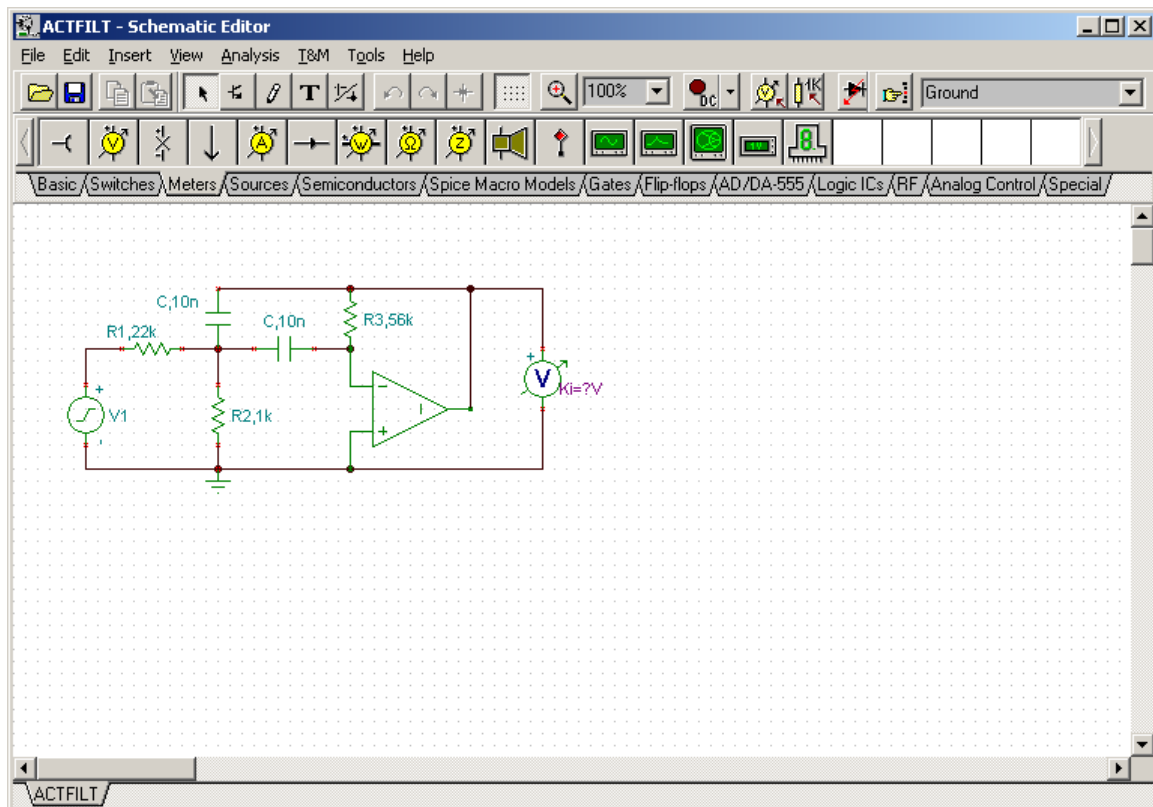 ACTFILT - Schematic Editor
File Edit Insert View Analysis T&M Tools Help
T 100% DC 1K Ground
V A W Ω Z 1V 8.
Basic Switches Meters Sources Semiconductors Spice Macro Models Gates Flip-flops AD/DA-555 Logic ICs RF Analog Control Special
C,10n
C,10n
R3,56k
R1,22k
+
V
Ki=?V
+
V1
-
R2,1k
-
I
+
ACTFILT